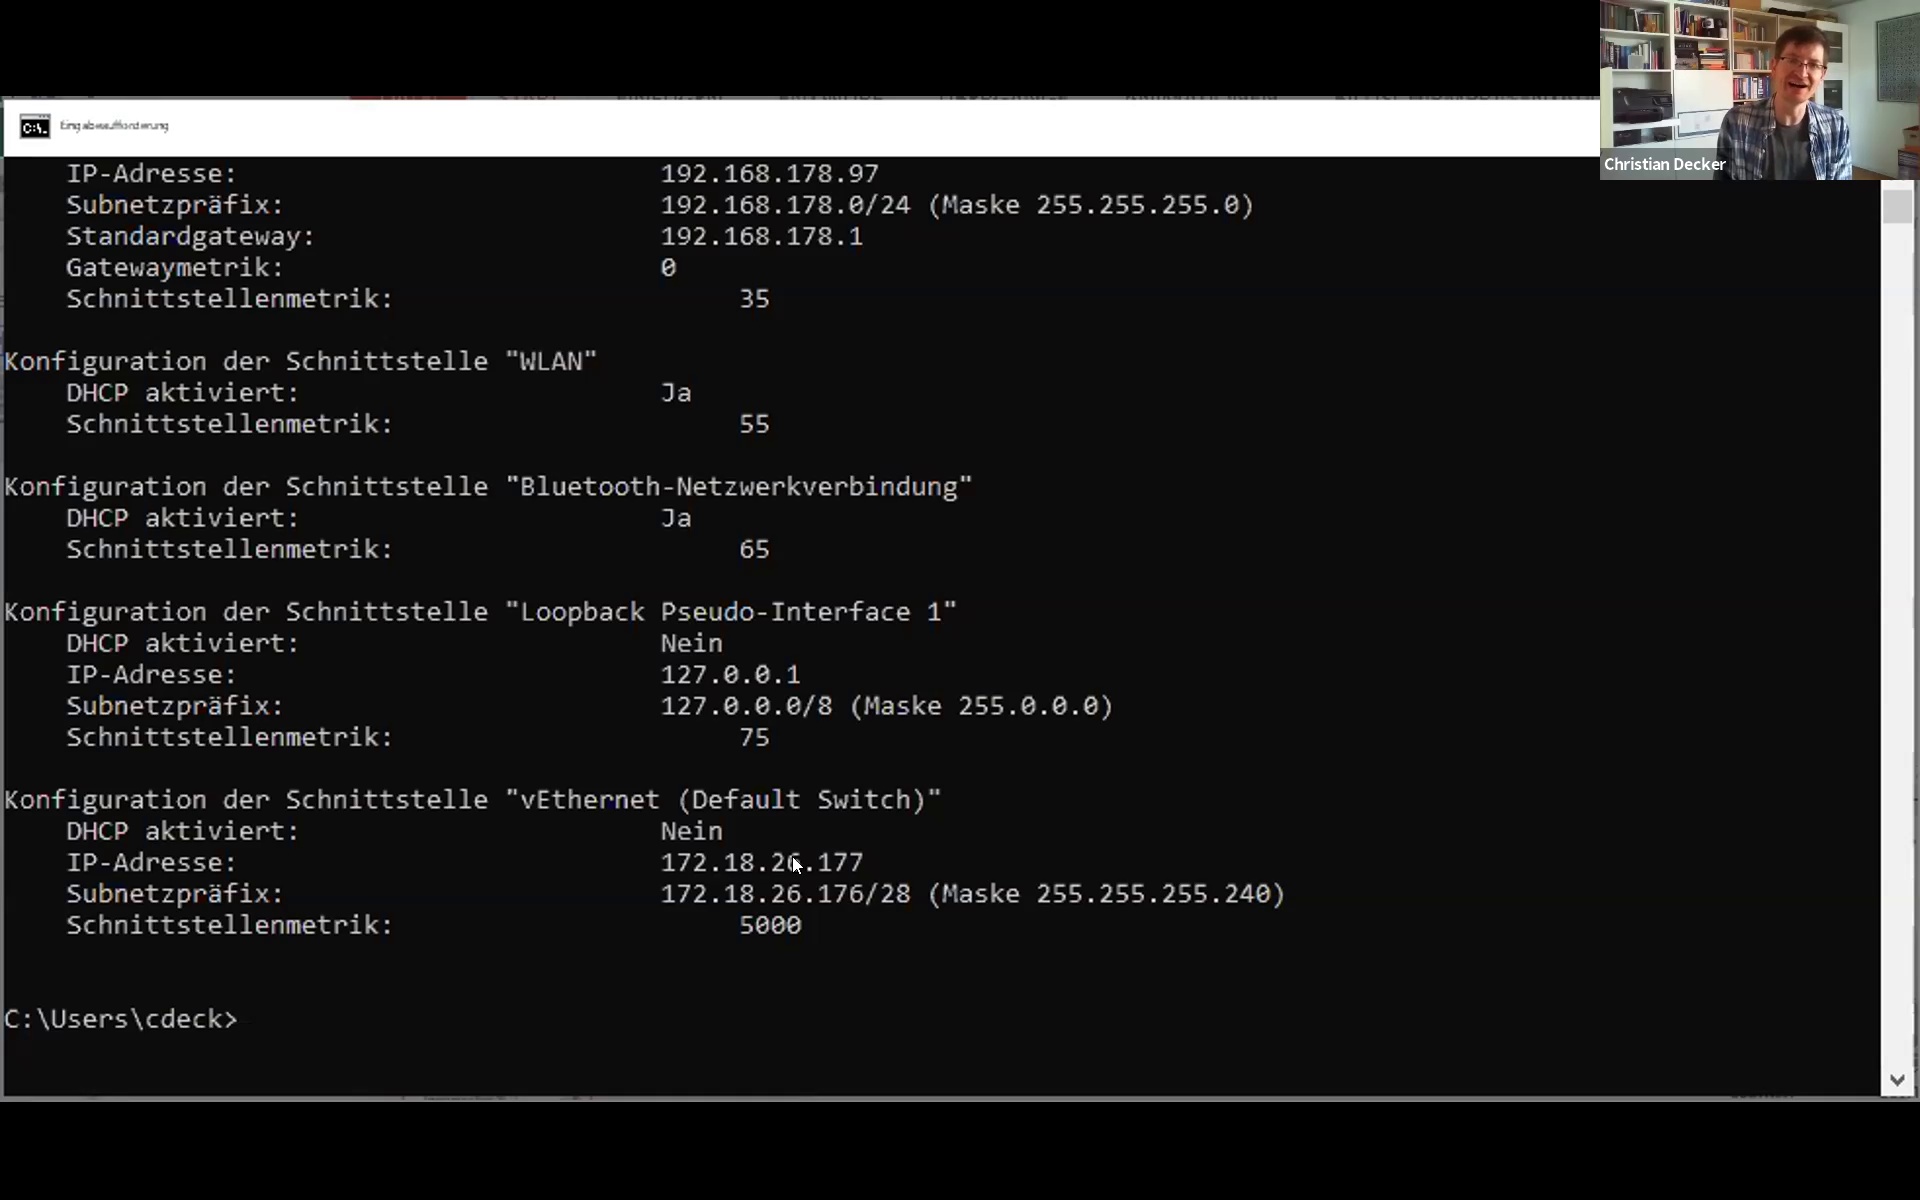 Eingabeaufforderung
Christian Decker
IP-Adresse: 192.168.178.97
Subnetzpräfix: 192.168.178.0/24 (Maske 255.255.255.0)
Standardgateway: 192.168.178.1
Gatewaymetrik: 0
Schnittstellenmetrik: 35
Konfiguration der Schnittstelle "WLAN"
DHCP aktiviert: Ja
Schnittstellenmetrik: 55
Konfiguration der Schnittstelle "Bluetooth-Netzwerkverbindung"
DHCP aktiviert: Ja
Schnittstellenmetrik: 65
Konfiguration der Schnittstelle "Loopback Pseudo-Interface 1"
DHCP aktiviert: Nein
IP-Adresse: 127.0.0.1
Subnetzpräfix: 127.0.0.0/8 (Maske 255.0.0.0)
Schnittstellenmetrik: 75
Konfiguration der Schnittstelle "vEthernet (Default Switch)"
DHCP aktiviert: Nein
IP-Adresse: 172.18.26.177
Subnetzpräfix: 172.18.26.176/28 (Maske 255.255.255.240)
Schnittstellenmetrik: 5000
C:\Users\cdeck>